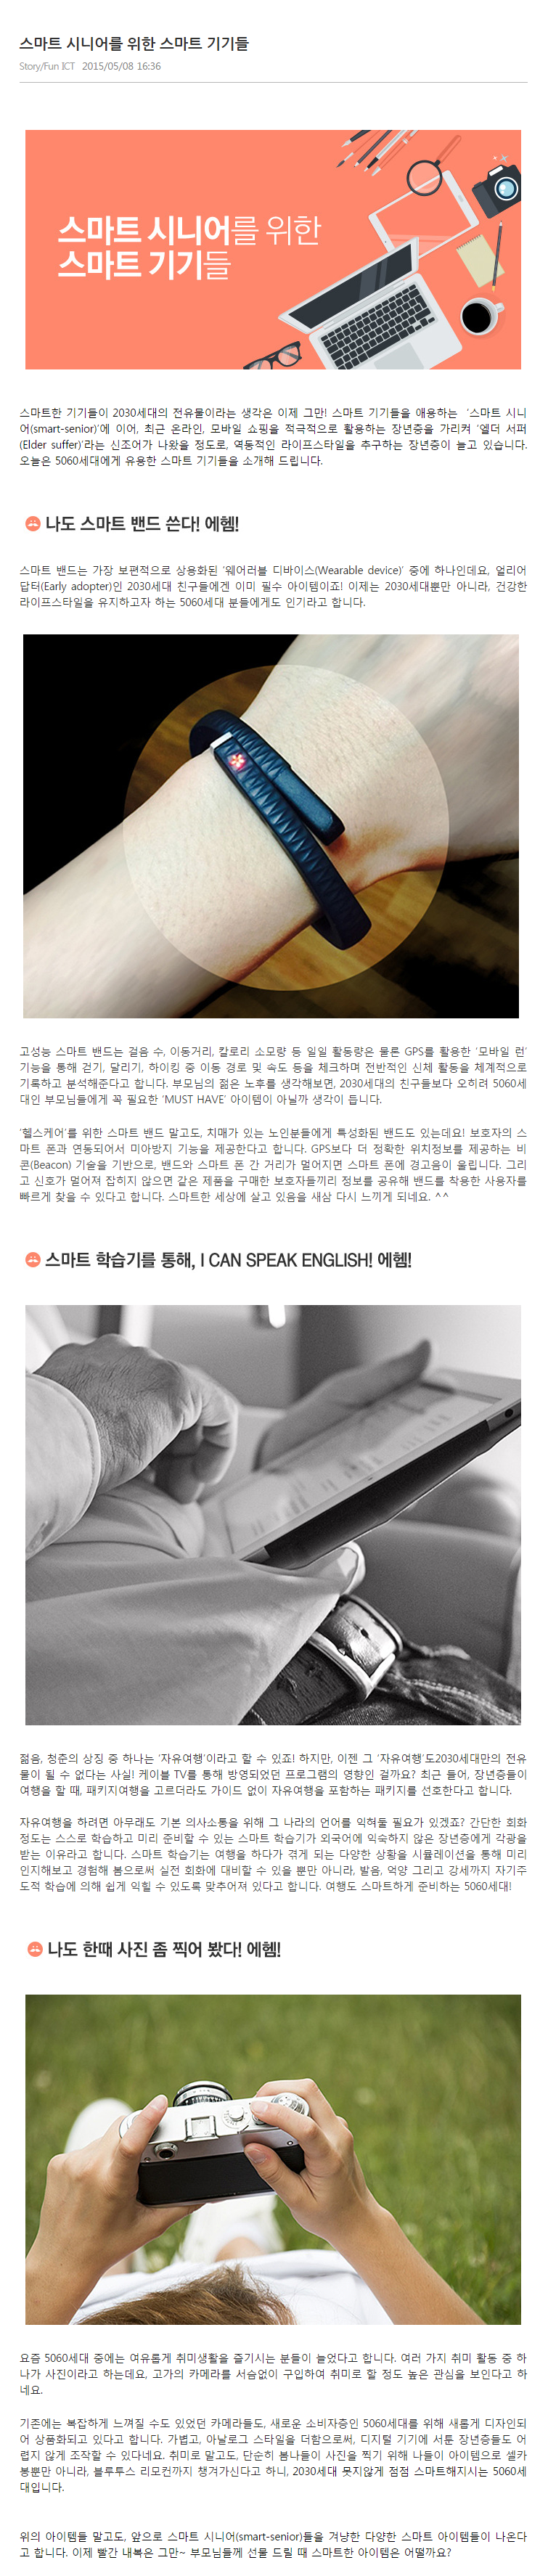 스마트 시니어를 위한 스마트 기기들
Story/Fun ICT 2015/05/08 16:36
스마트 시니어를 위한
스마트 기기들
스마트한 기기들이 2030세대의 전유물이라는 생각은 이제 그만! 스마트 기기들을 애용하는 '스마트 시니
어(smart-senior)'에 이어, 최근 온라인, 모바일 쇼핑을 적극적으로 활용하는 장년층을 가리켜 '엘더 서퍼
(Elder suffer)'라는 신조어가 나왔을 정도로, 역동적인 라이프스타일을 추구하는 장년층이 늘고 있습니다.
오늘은 5060세대에게 유용한 스마트 기기들을 소개해 드립니다.
나도 스마트 밴드 쓴다! 에헴!
스마트 밴드는 가장 보편적으로 상용화된 '웨어러블 디바이스(Wearable device)' 중에 하나인데요, 얼리어
답터(Early adopter)인 2030세대 친구들에겐 이미 필수 아이템이죠! 이제는 2030세대뿐만 아니라, 건강한
라이프스타일을 유지하고자 하는 5060세대 분들에게도 인기라고 합니다.
고성능 스마트 밴드는 걸음 수, 이동거리, 칼로리 소모량 등 일일 활동량은 물론 GPS를 활용한 '모바일 런'
기능을 통해 걷기, 달리기, 하이킹 중 이동 경로 및 속도 등을 체크하며 전반적인 신체 활동을 체계적으로
기록하고 분석해준다고 합니다. 부모님의 젊은 노후를 생각해보면, 2030세대의 친구들보다 오히려 5060세
대인 부모님들에게 꼭 필요한 'MUST HAVE' 아이템이 아닐까 생각이 듭니다.
'헬스케어'를 위한 스마트 밴드 말고도, 치매가 있는 노인분들에게 특성화된 밴드도 있는데요! 보호자의 스
마트 폰과 연동되어서 미아방지 기능을 제공한다고 합니다. GPS보다 더 정확한 위치정보를 제공하는 비
콘(Beacon) 기술을 기반으로, 밴드와 스마트 폰 간 거리가 멀어지면 스마트 폰에 경고음이 울립니다. 그리
고 신호가 멀어져 잡히지 않으면 같은 제품을 구매한 보호자들끼리 정보를 공유해 밴드를 착용한 사용자를
빠르게 찾을 수 있다고 합니다. 스마트한 세상에 살고 있음을 새삼 다시 느끼게 되네요. ^^
스마트 학습기를 통해, I CAN SPEAK ENGLISH! 에헴!
젊음, 청춘의 상징 중 하나는 '자유여행'이라고 할 수 있죠! 하지만, 이젠 그 '자유여행'도2030세대만의 전유
물이 될 수 없다는 사실! 케이블 TV를 통해 방영되었던 프로그램의 영향인 걸까요? 최근 들어, 장년층들이
여행을 할 때, 패키지여행을 고르더라도 가이드 없이 자유여행을 포함하는 패키지를 선호한다고 합니다.
자유여행을 하려면 아무래도 기본 의사소통을 위해 그 나라의 언어를 익혀둘 필요가 있겠죠? 간단한 회화
정도는 스스로 학습하고 미리 준비할 수 있는 스마트 학습기가 외국어에 익숙하지 않은 장년층에게 각광을
받는 이유라고 합니다. 스마트 학습기는 여행을 하다가 겪게 되는 다양한 상황을 시뮬레이션을 통해 미리
인지해보고 경험해 봄으로써 실전 회화에 대비할 수 있을 뿐만 아니라, 발음, 억양 그리고 강세까지 자기주
도적 학습에 의해 쉽게 익힐 수 있도록 맞추어져 있다고 합니다. 여행도 스마트하게 준비하는 5060세대!
나도 한때 사진 좀 찍어 봤다! 에헴!
요즘 5060세대 중에는 여유롭게 취미생활을 즐기시는 분들이 늘었다고 합니다. 여러 가지 취미 활동 중 하
나가 사진이라고 하는데요, 고가의 카메라를 서슴없이 구입하여 취미로 할 정도 높은 관심을 보인다고 하
네요.
기존에는 복잡하게 느껴질 수도 있었던 카메라들도, 새로운 소비자층인 5060세대를 위해 새롭게 디자인되
어 상품화되고 있다고 합니다. 가볍고, 아날로그 스타일을 더함으로써, 디지털 기기에 서툰 장년층들도 어
렵지 않게 조작할 수 있다네요. 취미로 말고도, 단순히 봄나들이 사진을 찍기 위해 나들이 아이템으로 셀카
봉뿐만 아니라, 블루투스 리모컨까지 챙겨가신다고 하니, 2030세대 못지않게 점점 스마트해지시는 5060세
대입니다.
위의 아이템들 말고도, 앞으로 스마트 시니어(smart-senior)들을 겨냥한 다양한 스마트 아이템들이 나온다
고 합니다. 이제 빨간 내복은 그만~ 부모님들께 선물 드릴 때 스마트한 아이템은 어떨까요?